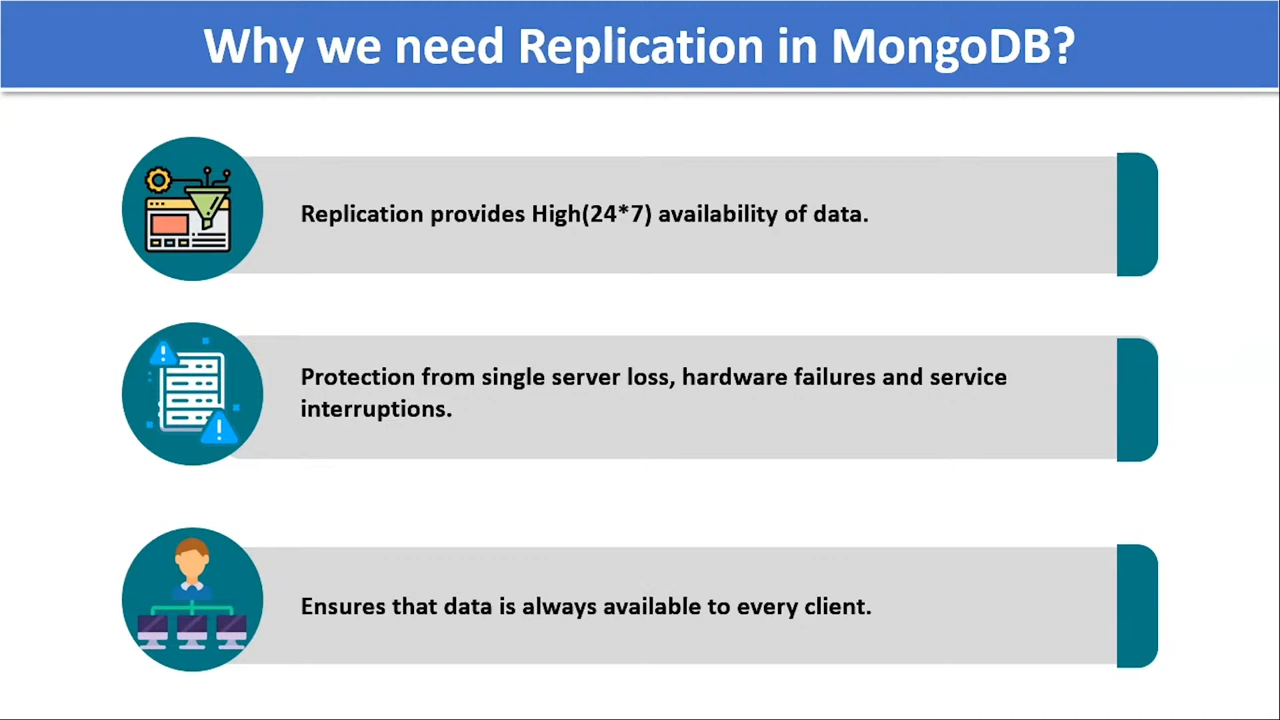 Why we need Replication in MongoDB?
Replication provides High(24*7) availability of data.
Protection from single server loss, hardware failures and service
interruptions.
Ensures that data is always available to every client.